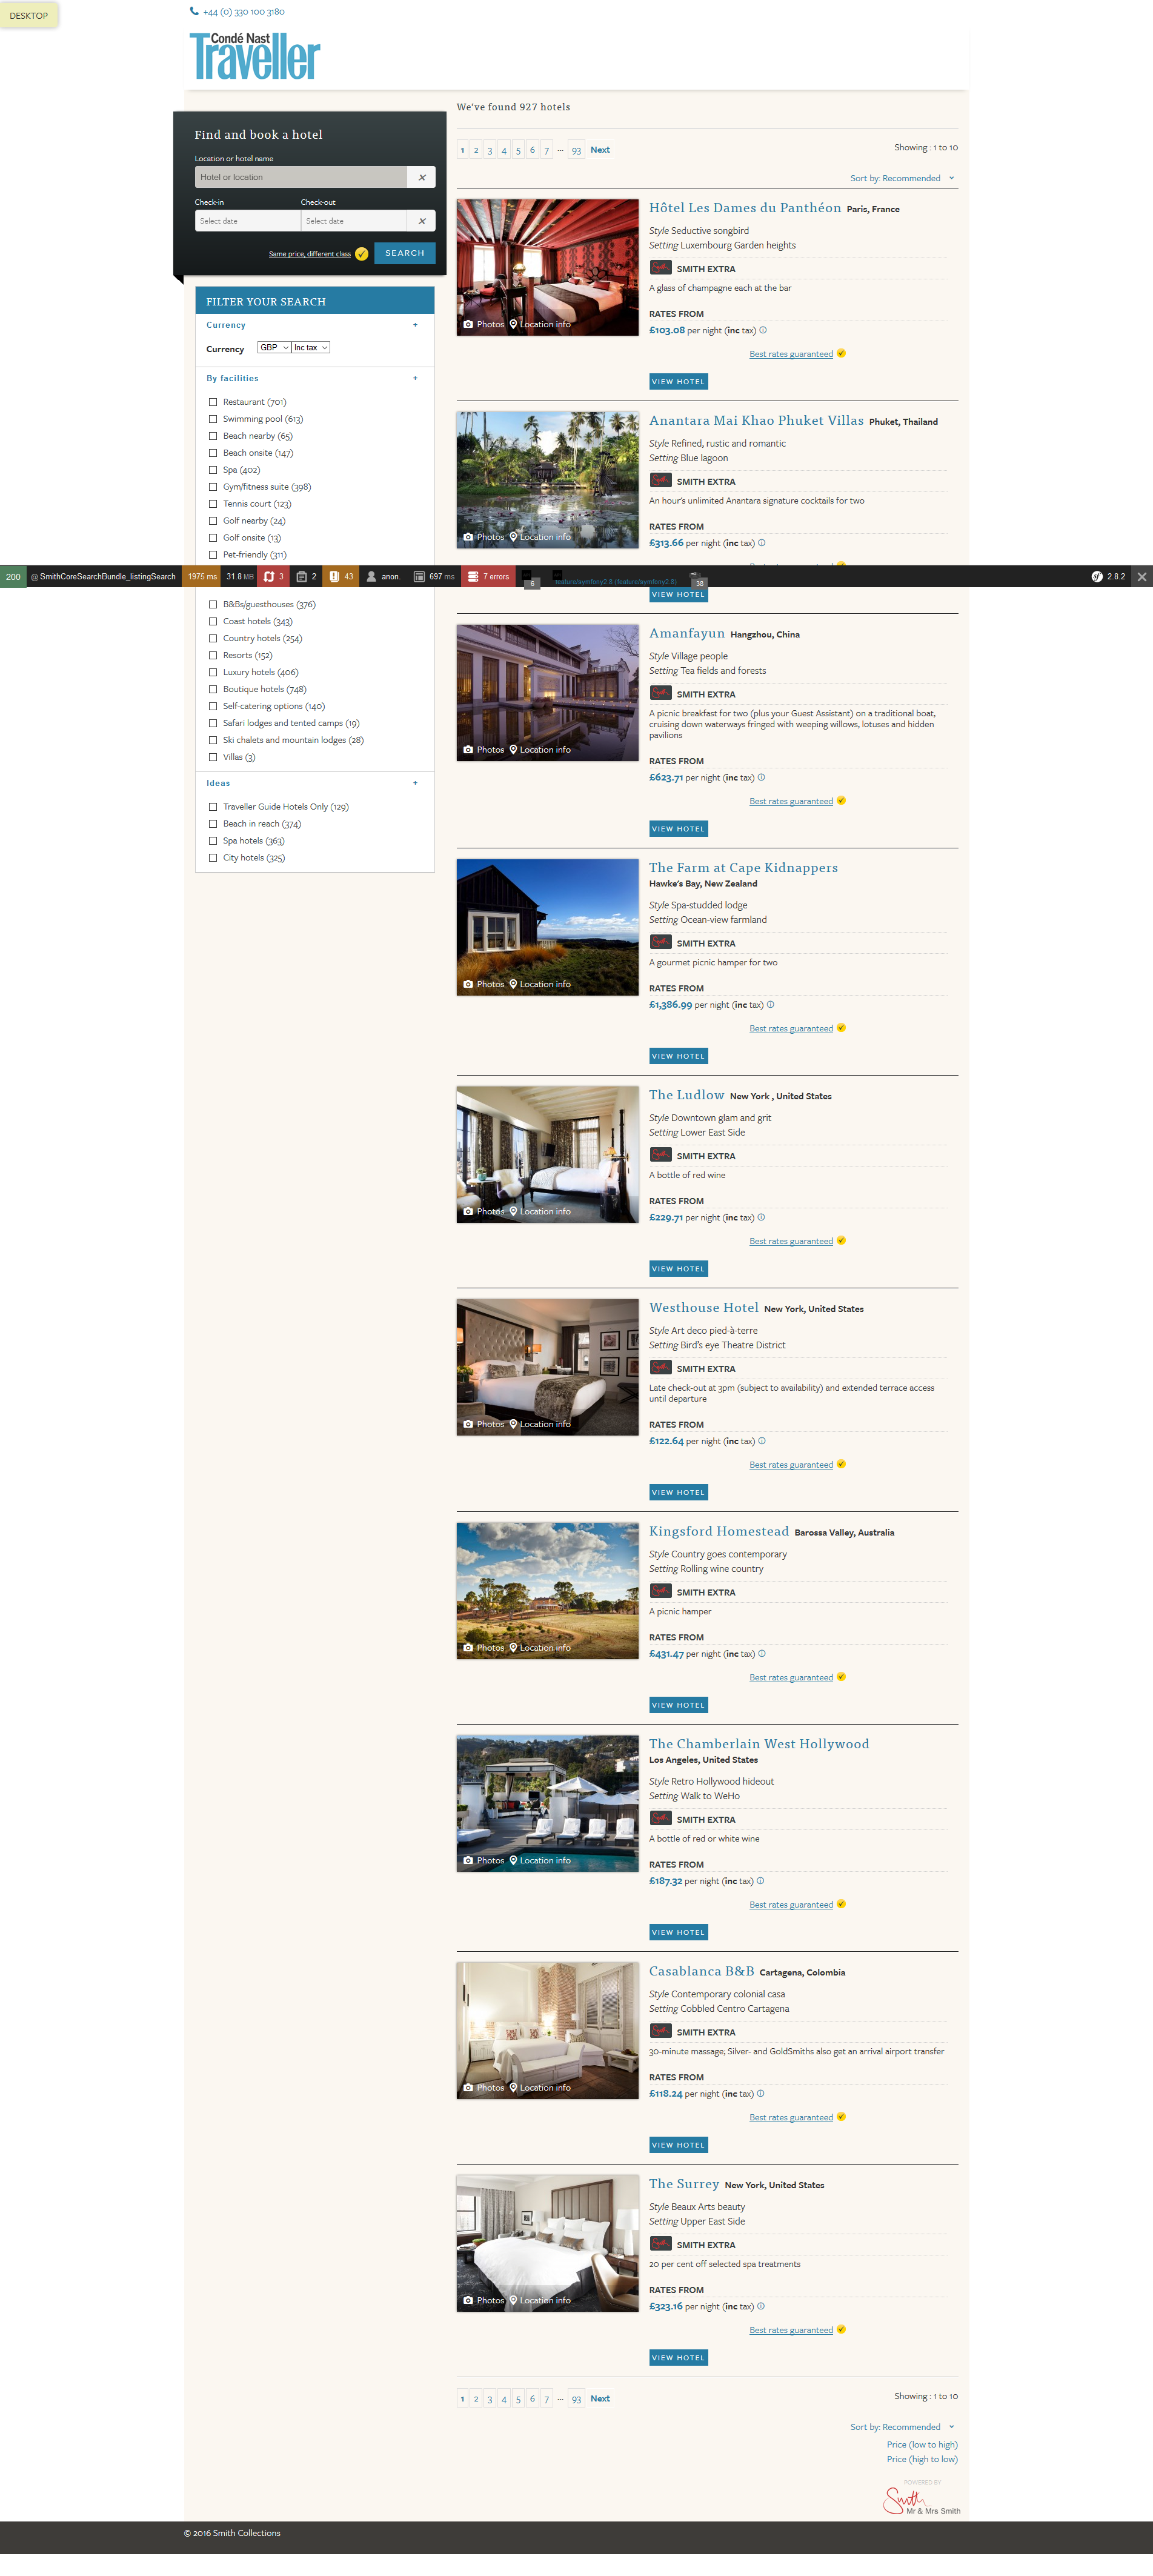 DESKTOP
+44 (0) 330 100 3180
Condé Nast
Traveller
Find and book a hotel
Location or hotel name
Hotel or location
Check-in Check-out
Select date Select date
Same price, different class SEARCH
FILTER YOUR SEARCH
Currency +
Currency GBP Inc tax
By facilities +
Restaurant (701)
Swimming pool (613)
Beach nearby (65)
Beach onsite (147)
Spa (402)
Gym/fitness suite (398)
Tennis court (123)
Golf nearby (24)
Golf onsite (13)
Pet-friendly (311)
200 @ SmithCoreSearchBundle_listingSearch 1975 ms 31.8 MB 3 2 43 anon. 697 ms 7 errors 6 feature/symfony2.8 (feature/symfony2.8) 38 2.8.2
B&Bs/guesthouses (376)
Coast hotels (343)
Country hotels (254)
Resorts (152)
Luxury hotels (406)
Boutique hotels (748)
Self-catering options (140)
Safari lodges and tented camps (19)
Ski chalets and mountain lodges (28)
Villas (3)
Ideas +
Traveller Guide Hotels Only (129)
Beach in reach (374)
Spa hotels (363)
City hotels (325)
We've found 927 hotels
1 2 3 4 5 6 7 ... 93 Next
Showing : 1 to 10
Sort by: Recommended
Photos Location info
Hôtel Les Dames du Panthéon Paris, France
Style Seductive songbird
Setting Luxembourg Garden heights
SMITH EXTRA
A glass of champagne each at the bar
RATES FROM
£103.08 per night (inc tax)
Best rates guaranteed
VIEW HOTEL
Photos Location info
Anantara Mai Khao Phuket Villas Phuket, Thailand
Style Refined, rustic and romantic
Setting Blue lagoon
SMITH EXTRA
An hour's unlimited Anantara signature cocktails for two
RATES FROM
£313.66 per night (inc tax)
VIEW HOTEL
Photos Location info
Amanfayun Hangzhou, China
Style Village people
Setting Tea fields and forests
SMITH EXTRA
A picnic breakfast for two (plus your Guest Assistant) on a traditional boat,
cruising down waterways fringed with weeping willows, lotuses and hidden
pavilions
RATES FROM
£623.71 per night (inc tax)
Best rates guaranteed
VIEW HOTEL
Photos Location info
The Farm at Cape Kidnappers
Hawke's Bay, New Zealand
Style Spa-studded lodge
Setting Ocean-view farmland
SMITH EXTRA
A gourmet picnic hamper for two
RATES FROM
£1,386.99 per night (inc tax)
Best rates guaranteed
VIEW HOTEL
Photos Location info
The Ludlow New York , United States
Style Downtown glam and grit
Setting Lower East Side
SMITH EXTRA
A bottle of red wine
RATES FROM
£229.71 per night (inc tax)
Best rates guaranteed
VIEW HOTEL
Photos Location info
Westhouse Hotel New York, United States
Style Art deco pied-à-terre
Setting Bird's eye Theatre District
SMITH EXTRA
Late check-out at 3pm (subject to availability) and extended terrace access
until departure
RATES FROM
£122.64 per night (inc tax)
Best rates guaranteed
VIEW HOTEL
Photos Location info
Kingsford Homestead Barossa Valley, Australia
Style Country goes contemporary
Setting Rolling wine country
SMITH EXTRA
A picnic hamper
RATES FROM
£431.47 per night (inc tax)
Best rates guaranteed
VIEW HOTEL
Photos Location info
The Chamberlain West Hollywood
Los Angeles, United States
Style Retro Hollywood hideout
Setting Walk to WeHo
SMITH EXTRA
A bottle of red or white wine
RATES FROM
£187.32 per night (inc tax)
Best rates guaranteed
VIEW HOTEL
Photos Location info
Casablanca B&B Cartagena, Colombia
Style Contemporary colonial casa
Setting Cobbled Centro Cartagena
SMITH EXTRA
30-minute massage; Silver- and GoldSmiths also get an arrival airport transfer
RATES FROM
£118.24 per night (inc tax)
Best rates guaranteed
VIEW HOTEL
Photos Location info
The Surrey New York, United States
Style Beaux Arts beauty
Setting Upper East Side
SMITH EXTRA
20 per cent off selected spa treatments
RATES FROM
£323.16 per night (inc tax)
Best rates guaranteed
VIEW HOTEL
1 2 3 4 5 6 7 ... 93 Next
Showing : 1 to 10
Sort by: Recommended
Price (low to high)
Price (high to low)
POWERED BY
Smith
Mr & Mrs Smith
© 2016 Smith Collections